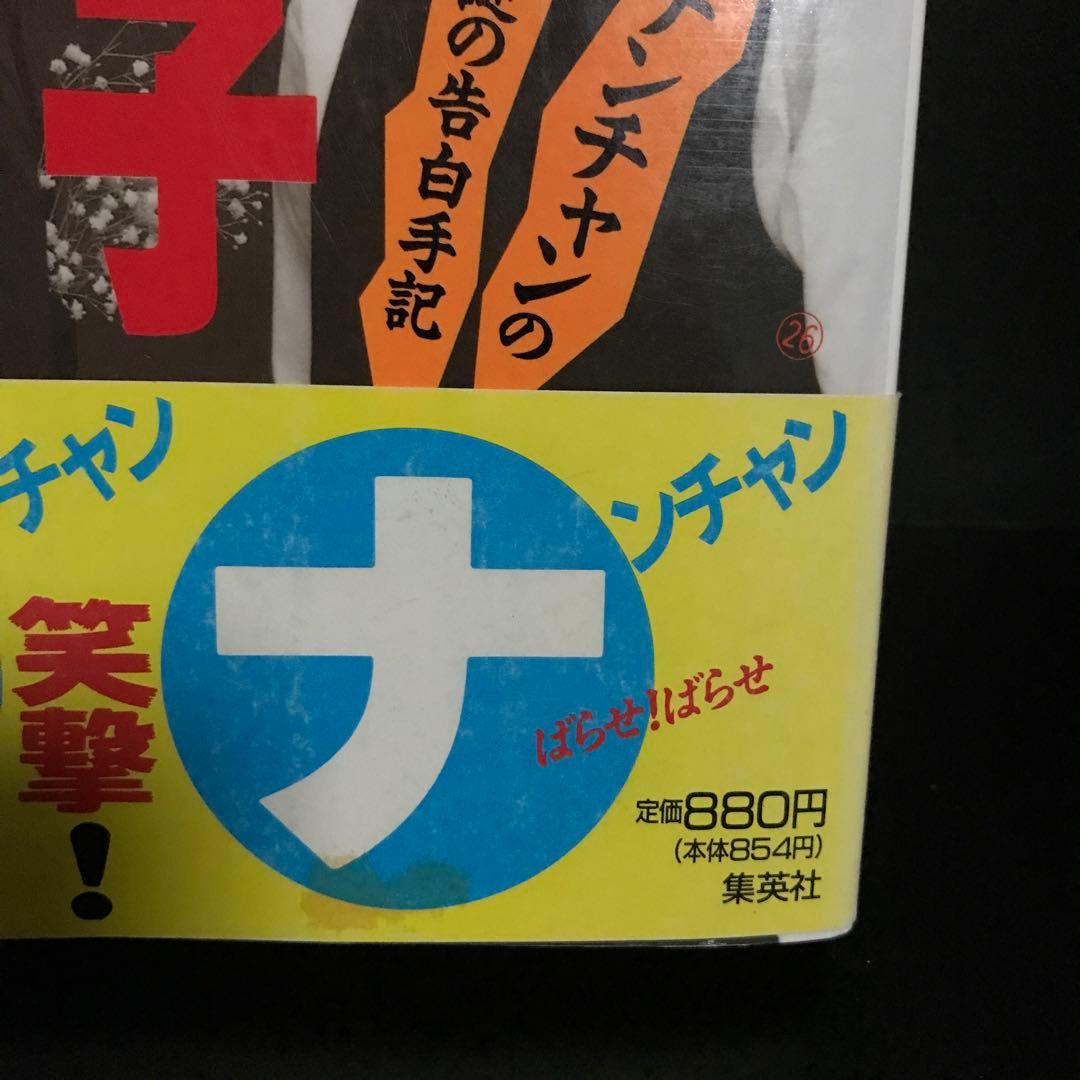 ンチャンの
の告白手記
子
26
チャン
ナンチャン
笑撃!
ばらせ!ばらせ
定価880円
(本体854円)
集英社